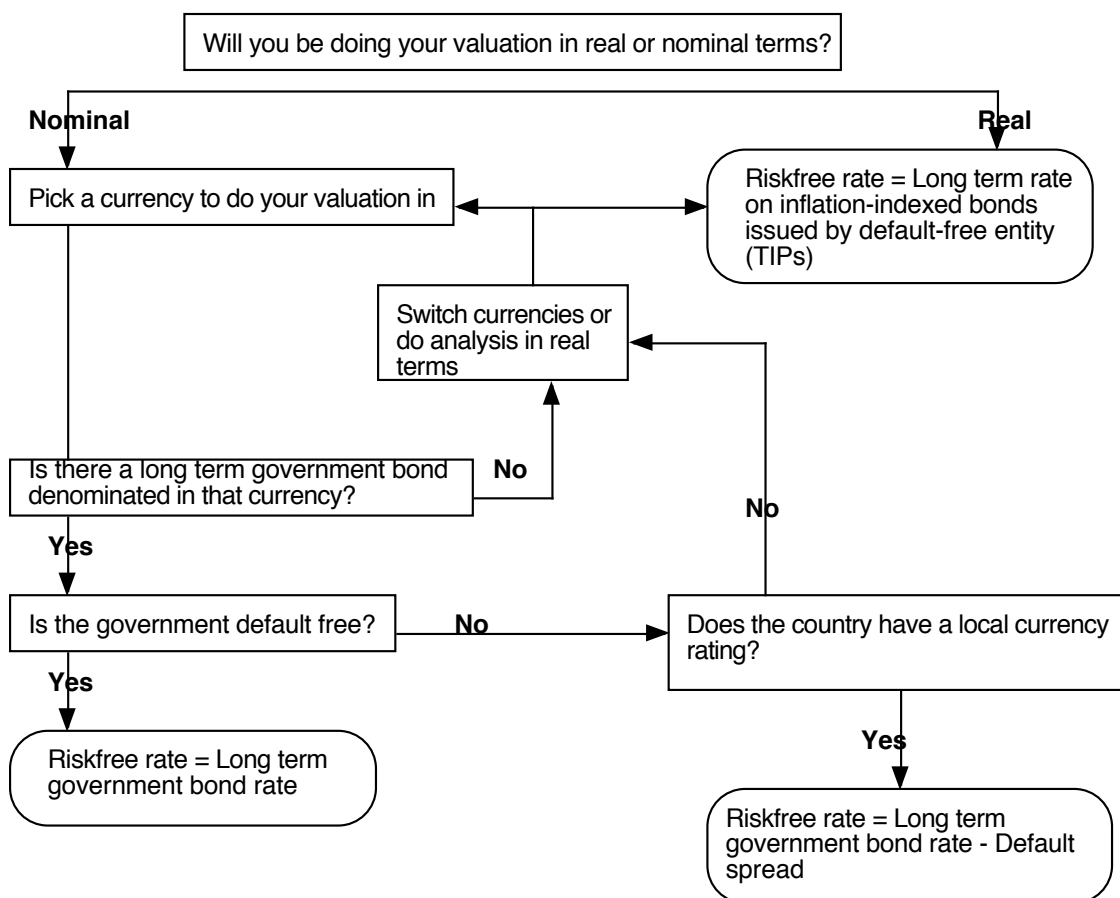 Will you be doing your valuation in real or nominal terms?
Nominal
Real
Pick a currency to do your valuation in
Riskfree rate = Long term rate
on inflation-indexed bonds
issued by default-free entity
(TIPs)
Switch currencies or
do analysis in real
terms
Is there a long term government bond
denominated in that currency?
No
No
Yes
Is the government default free?
No
Does the country have a local currency
rating?
Yes
Riskfree rate = Long term
government bond rate
Yes
Riskfree rate = Long term
government bond rate - Default
spread